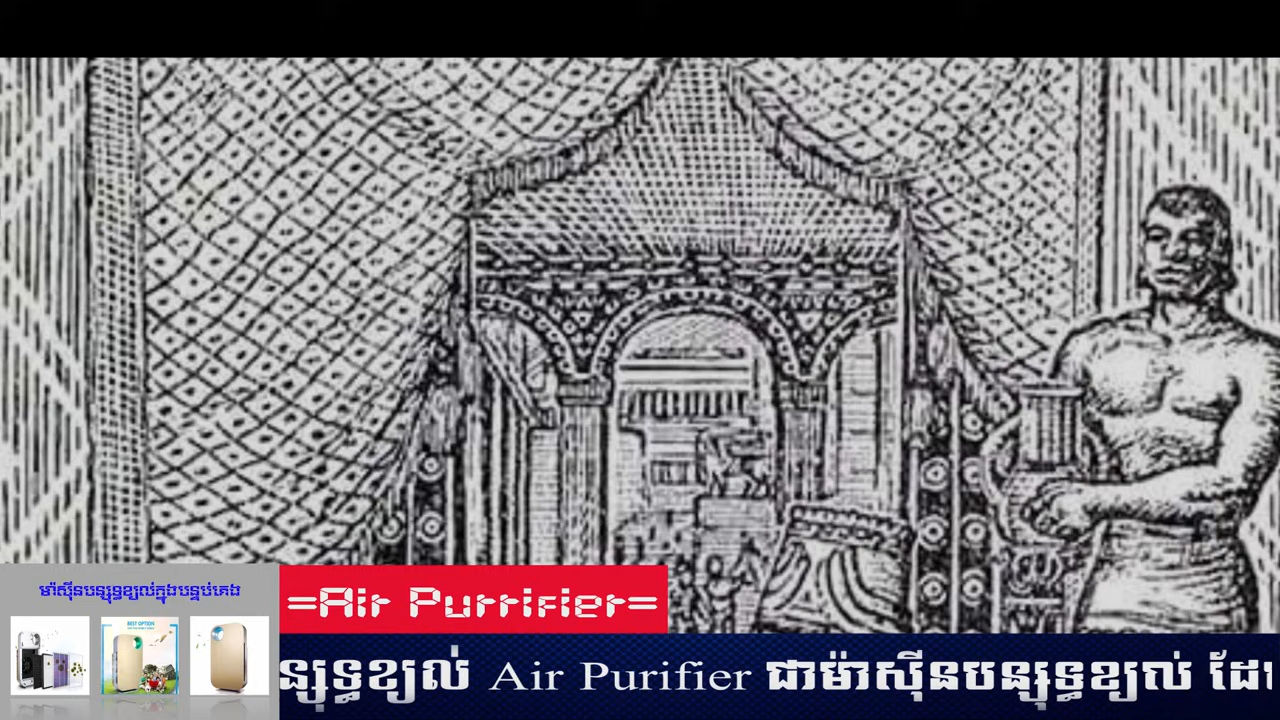 ម៉ាស៊ីនបន្សុទ្ធខ្យល់ក្នុងបន្ទប់គេង
BEST OPTION
=Air Purrifier=
ន្សុទ្ធខ្យល់ Air Purifier ជាម៉ាស៊ីនបន្សុទ្ធខ្យល់ ដែ